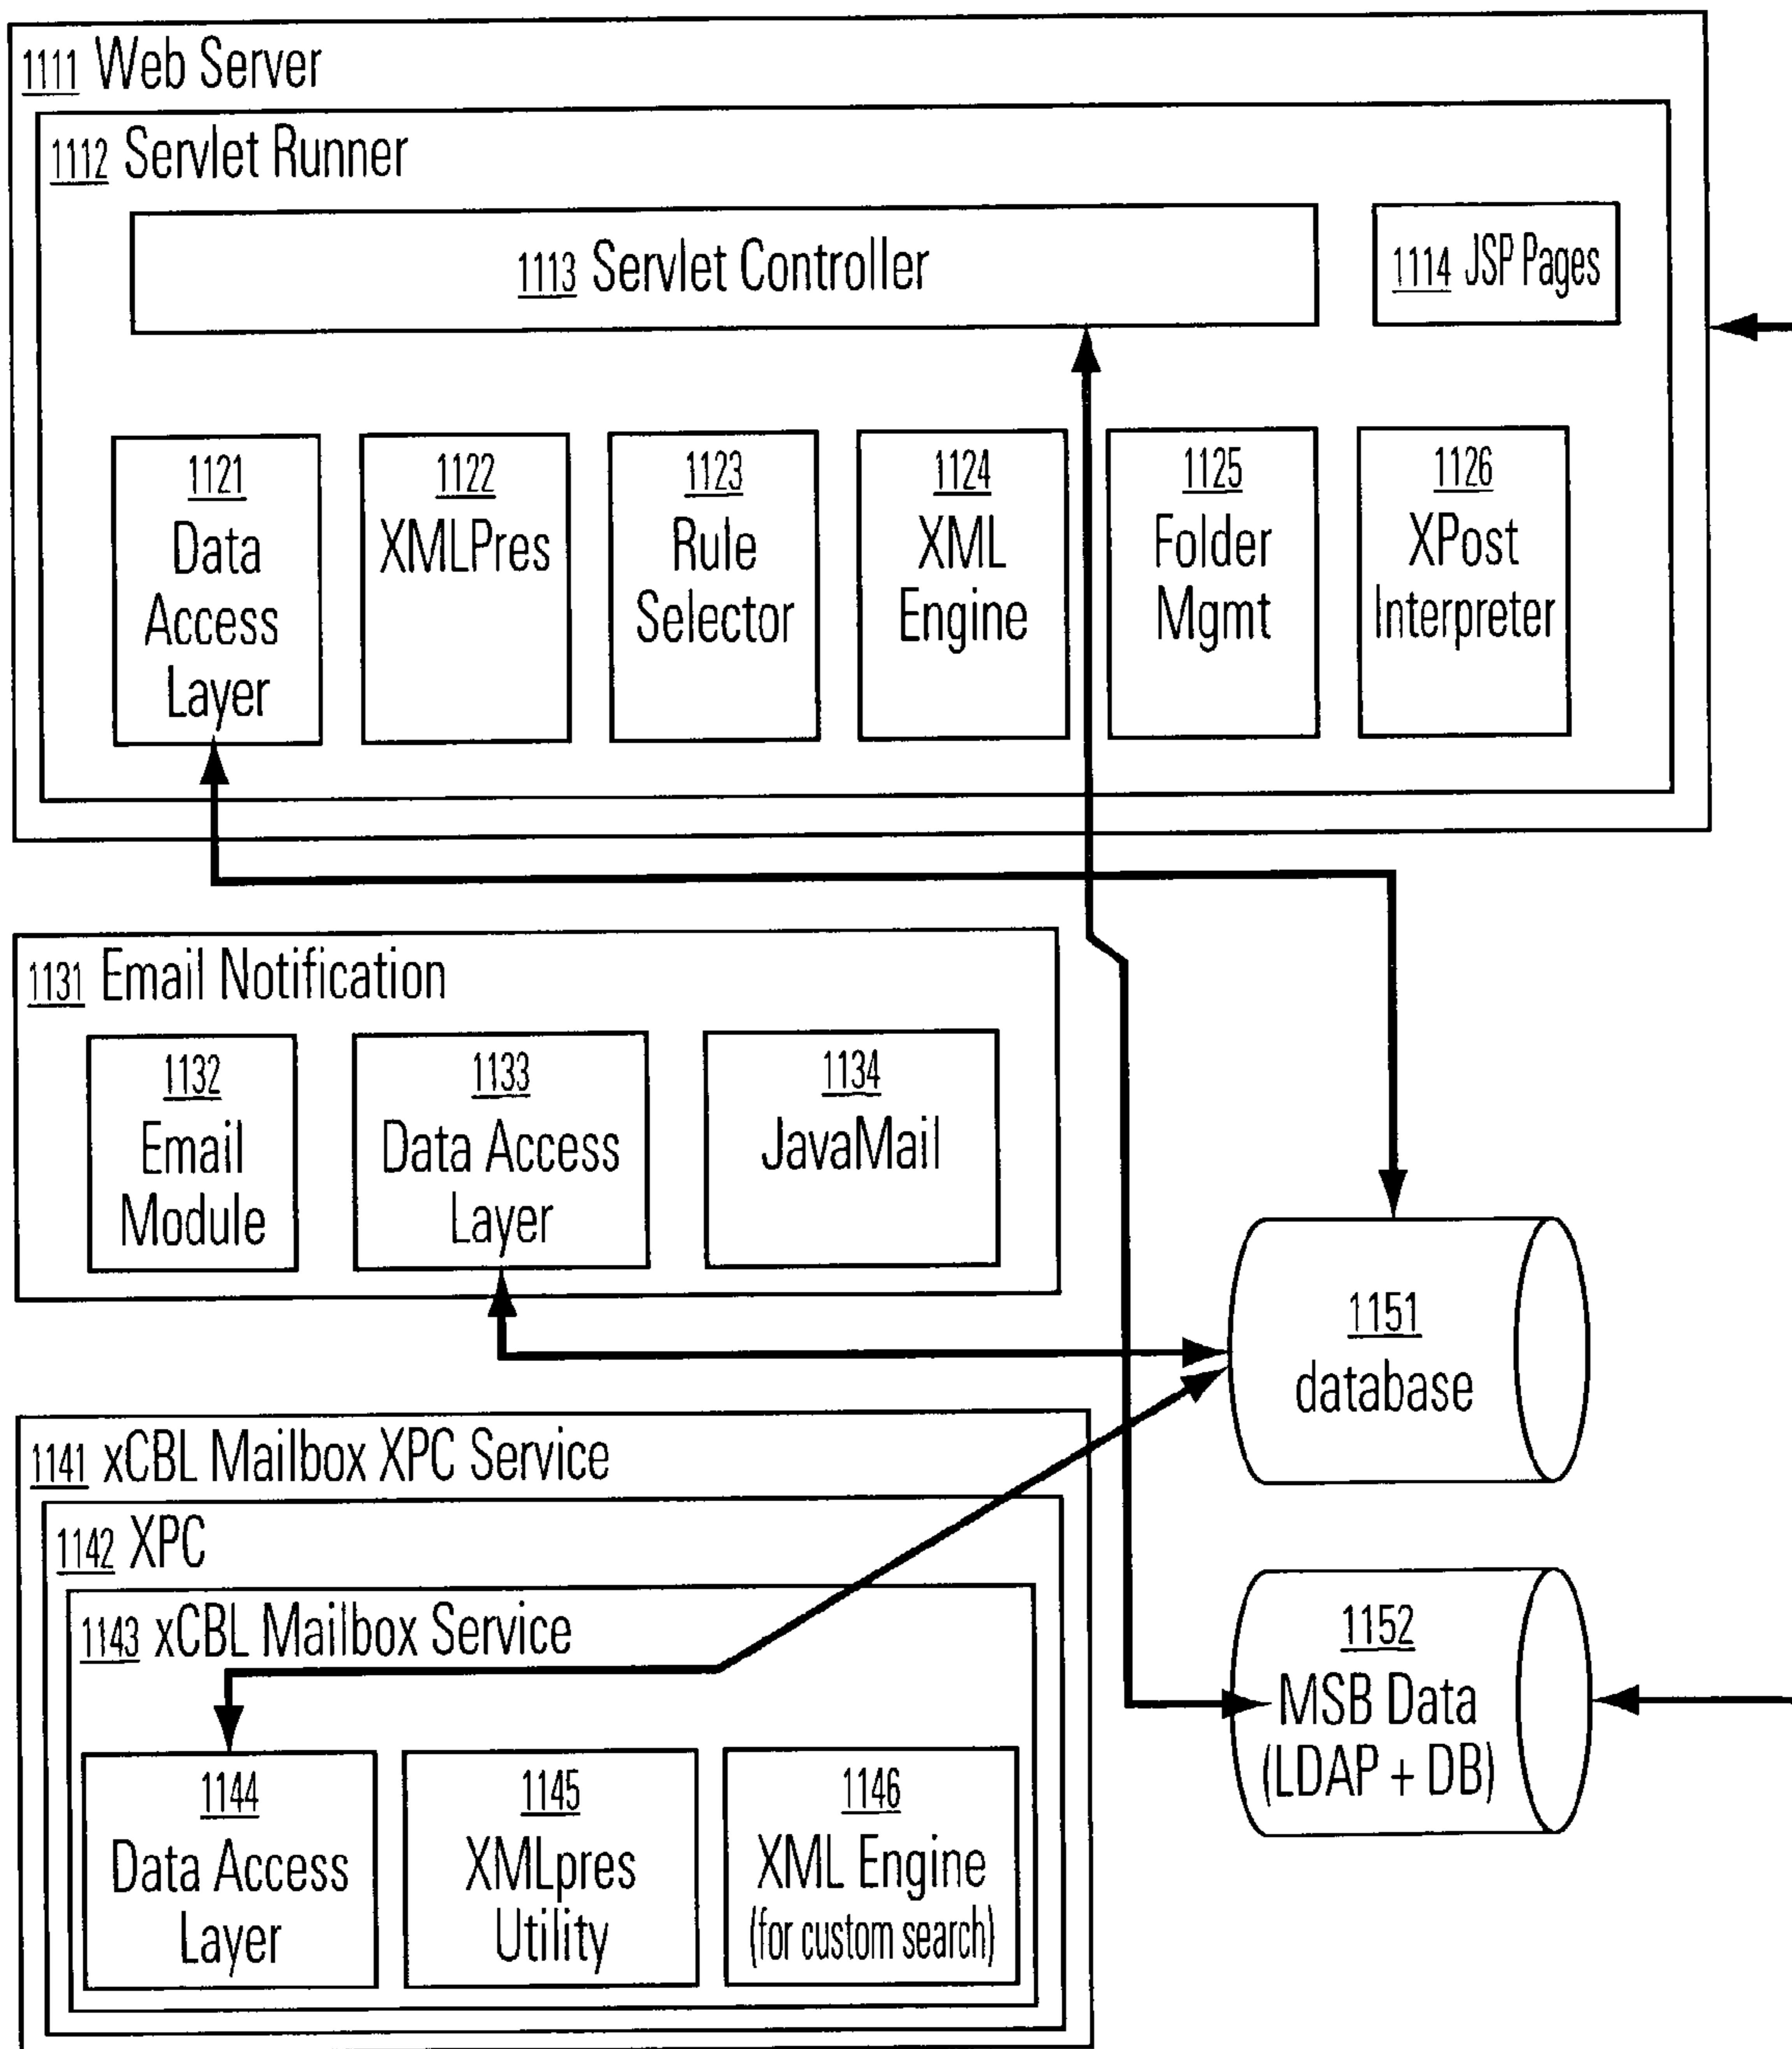 1111 Web Server
1112 Servlet Runner
1113 Servlet Controller
1114 JSP Pages
1121
Data
Access
Layer
1122
XMLPres
1123
Rule
Selector
1124
XML
Engine
1125
Folder
Mgmt
1126
XPost
Interpreter
1131 Email Notification
1132
Email
Module
1133
Data Access
Layer
1134
JavaMail
1151
database
1141 xCBL Mailbox XPC Service
1142 XPC
1143 xCBL Mailbox Service
1144
Data Access
Layer
1145
XMLpres
Utility
1146
XML Engine
(for custom search)
1152
MSB Data
(LDAP + DB)